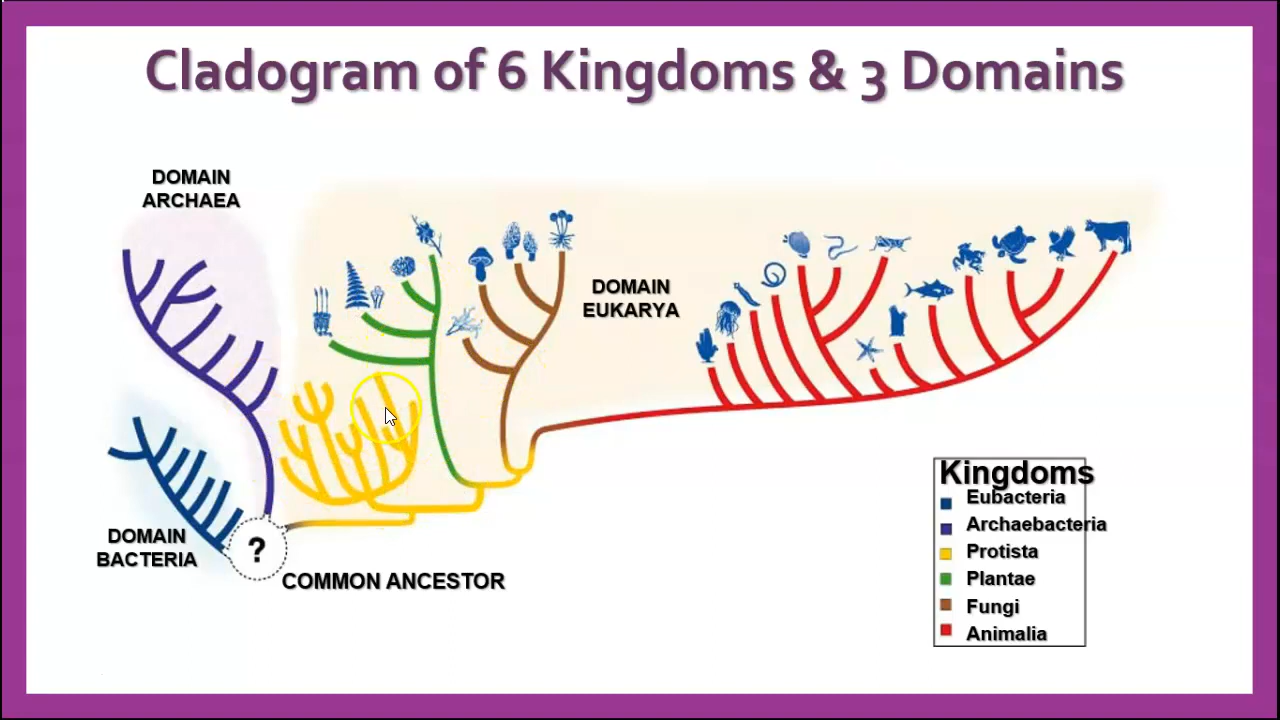 Cladogram of 6 Kingdoms & 3 Domains
DOMAIN
ARCHAEA
DOMAIN
EUKARYA
DOMAIN
BACTERIA
?
COMMON ANCESTOR
Kingdoms
Eubacteria
Archaebacteria
Protista
Plantae
Fungi
Animalia